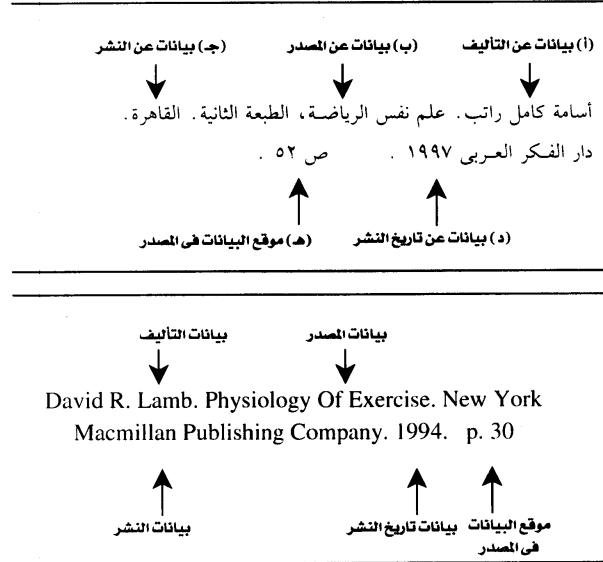 (أ) بيانات عن التأليف (ب) بيانات عن المصدر (جـ) بيانات عن النشر
أسامة كامل راتب. علم نفس الرياضة، الطبعة الثانية. القاهرة.
دار الفكر العربى ١٩٩٧ . ص ٥٢ .
(د) بيانات عن تاريخ النشر (هـ) موقع البيانات فى المصدر
بيانات التأليف بيانات المصدر
David R. Lamb. Physiology Of Exercise. New York
Macmillan Publishing Company. 1994. p. 30
بيانات النشر بيانات تاريخ النشر موقع البيانات
فى المصدر